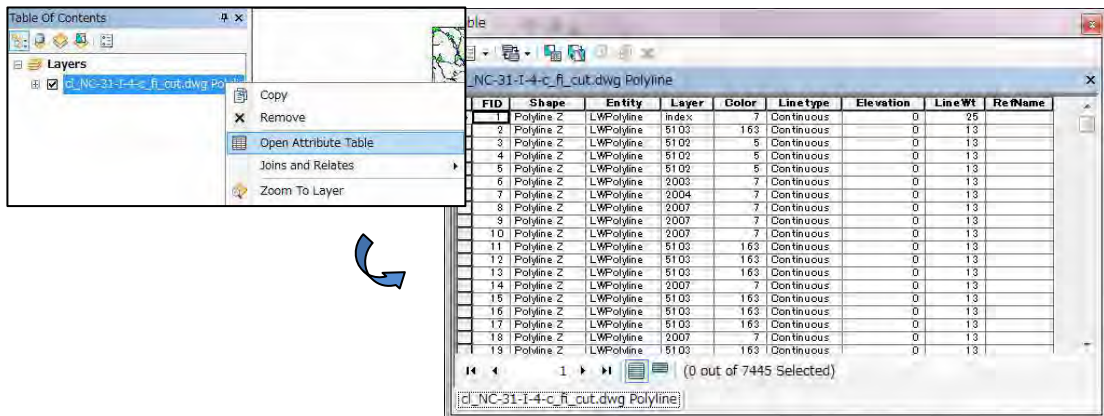 Table Of Contents
Layers
cl_NC-31-I-4-c_fi_cut.dwg
Copy
Remove
Open Attribute Table
Joins and Relates
Zoom To Layer
ble
_NC-31-I-4-c_fi_cut.dwg Polyline
FID Shape Entity Layer Color Linetype Elevation LineWt RefName
1 Polyline Z LWPolyline index 7 Continuous 0 25
2 Polyline Z LWPolyline 5103 163 Continuous 0 13
3 Polyline Z LWPolyline 5102 5 Continuous 0 13
4 Polyline Z LWPolyline 5102 5 Continuous 0 13
5 Polyline Z LWPolyline 5102 5 Continuous 0 13
6 Polyline Z LWPolyline 2003 7 Continuous 0 13
7 Polyline Z LWPolyline 2004 7 Continuous 0 13
8 Polyline Z LWPolyline 2007 7 Continuous 0 13
9 Polyline Z LWPolyline 2007 7 Continuous 0 13
10 Polyline Z LWPolyline 2007 7 Continuous 0 13
11 Polyline Z LWPolyline 5103 163 Continuous 0 13
12 Polyline Z LWPolyline 5103 163 Continuous 0 13
13 Polyline Z LWPolyline 5103 163 Continuous 0 13
14 Polyline Z LWPolyline 2007 7 Continuous 0 13
15 Polyline Z LWPolyline 5103 163 Continuous 0 13
16 Polyline Z LWPolyline 5103 163 Continuous 0 13
17 Polyline Z LWPolyline 5103 163 Continuous 0 13
18 Polyline Z LWPolyline 2007 7 Continuous 0 13
19 Polyline Z LWPolyline 5103 163 Continuous 0 13
1 (0 out of 7445 Selected)
cl_NC-31-I-4-c_fi_cut.dwg Polyline